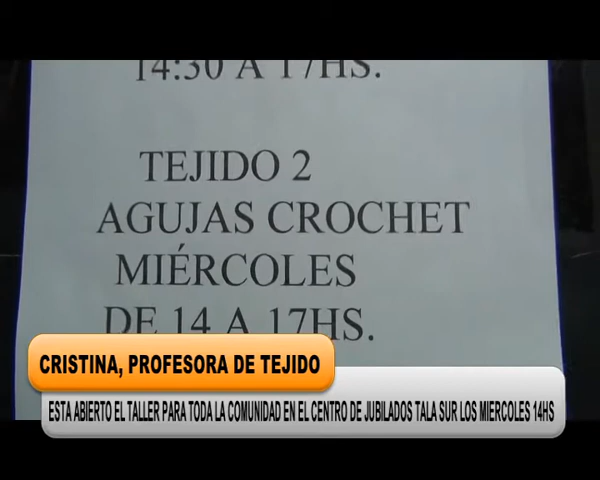 14:30 A 17HS.
TEJIDO 2
AGUJAS CROCHET
MIÉRCOLES
DE 14 A 17HS.
CRISTINA, PROFESORA DE TEJIDO
ESTA ABIERTO EL TALLER PARA TODA LA COMUNIDAD EN EL CENTRO DE JUBILADOS TALA SUR LOS MIERCOLES 14HS